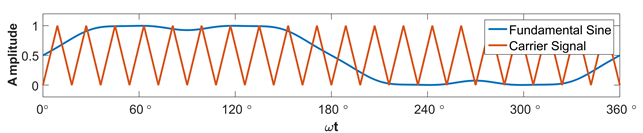 Amplitude
1
0.5
0
Fundamental Sine
Carrier Signal
0° 60° 120° 180° 240° 300° 360°
ωt